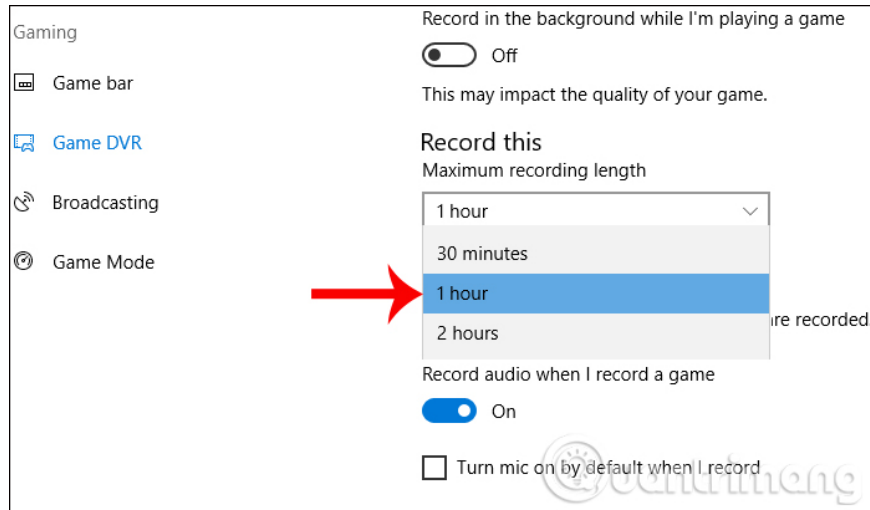 Gaming
Game bar
Game DVR
Broadcasting
Game Mode
Record in the background while I'm playing a game
Off
This may impact the quality of your game.
Record this
Maximum recording length
1 hour
30 minutes
1 hour
2 hours
are recorded
Record audio when I record a game
On
Turn mic on by default when I record
Quantrimang